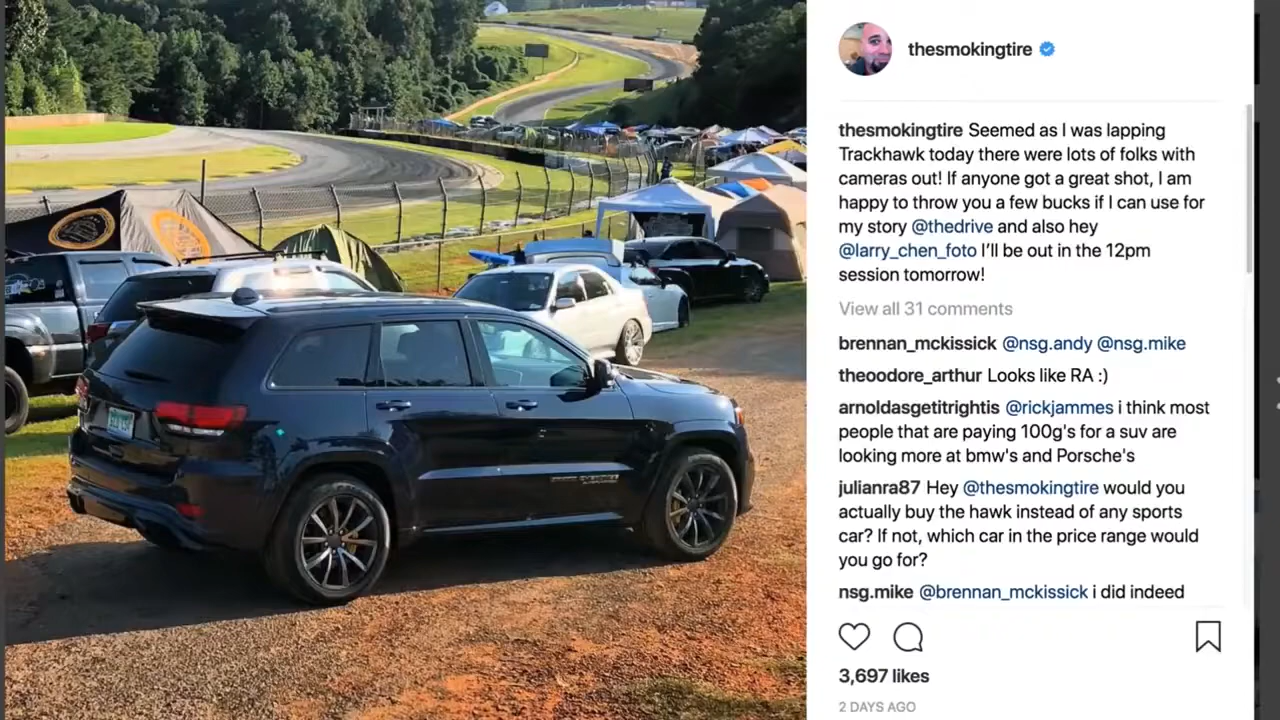 thesmokingtire
thesmokingtire Seemed as I was lapping
Trackhawk today there were lots of folks with
cameras out! If anyone got a great shot, I am
happy to throw you a few bucks if I can use for
my story @thedrive and also hey
@larry_chen_foto I’ll be out in the 12pm
session tomorrow!
View all 31 comments
brennan_mckissick @nsg.andy @nsg.mike
theoodore_arthur Looks like RA :)
arnoldasgetitrightis @rickjammes i think most
people that are paying 100g's for a suv are
looking more at bmw's and Porsche's
julianra87 Hey @thesmokingtire would you
actually buy the hawk instead of any sports
car? If not, which car in the price range would
you go for?
nsg.mike @brennan_mckissick i did indeed
3,697 likes
2 DAYS AGO